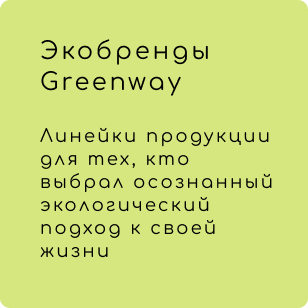 Экобренды
Greenway
Линейки продукции
для тех, кто
выбрал осознанный
экологический
подход к своей
жизни